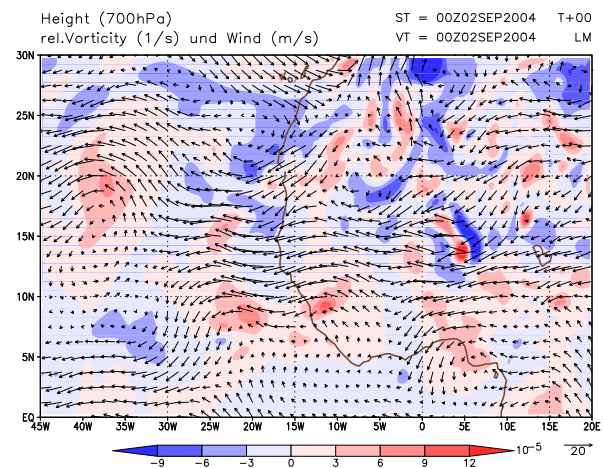 Height (700hPa)
ST = 00Z02SEP2004 T+00
rel.Vorticity (1/s) und Wind (m/s)
VT = 00Z02SEP2004 LM
30N
25N
20N
15N
10N
5N
EQ
45W 40W 35W 30W 25W 20W 15W 10W 5W 0 5E 10E 15E 20E
−9 −6 −3 0 3 6 9 12 10⁻⁵
20